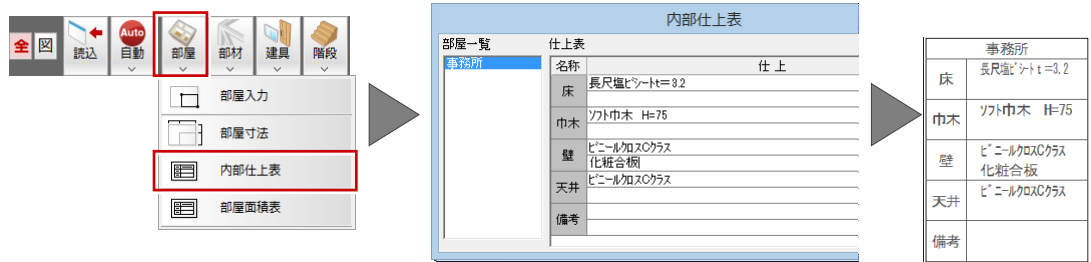 全 図 読込 Auto 自動 部屋 部材 建具 階段
部屋入力
部屋寸法
内部仕上表
部屋面積表
内部仕上表
部屋一覧
事務所
仕上表
名称 仕 上
床 長尺塩ビシートt=3.2
巾木 ソフト巾木 H=75
壁 ビニールクロスCクラス
化粧合板
天井 ビニールクロスCクラス
備考
事務所
床 長尺塩ビシートt=3.2
巾木 ソフト巾木 H=75
壁 ビニールクロスCクラス
化粧合板
天井 ビニールクロスCクラス
備考